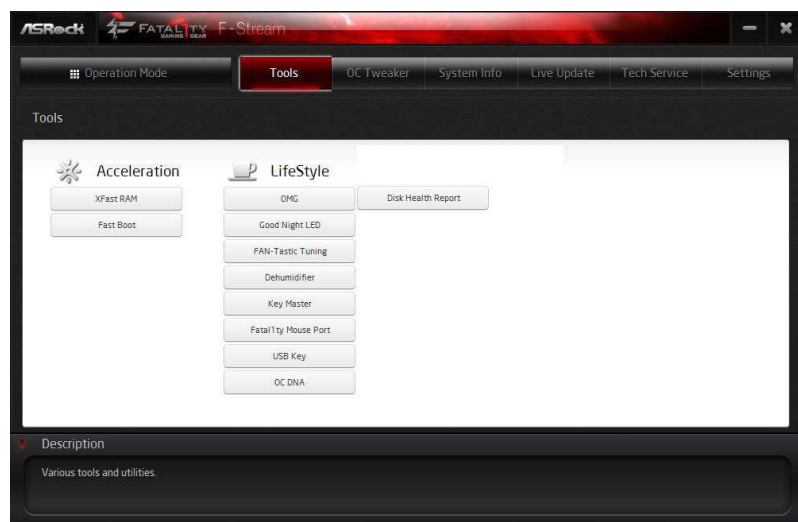 ASRock FATAL1TY GAMING GEAR F-Stream
Operation Mode Tools OC Tweaker System Info Live Update Tech Service Settings
Tools
Acceleration
XFast RAM
Fast Boot
LifeStyle
OMG
Good Night LED
FAN-Tastic Tuning
Dehumidifier
Key Master
Fatal1ty Mouse Port
USB Key
OC DNA
Disk Health Report
Description
Various tools and utilities.